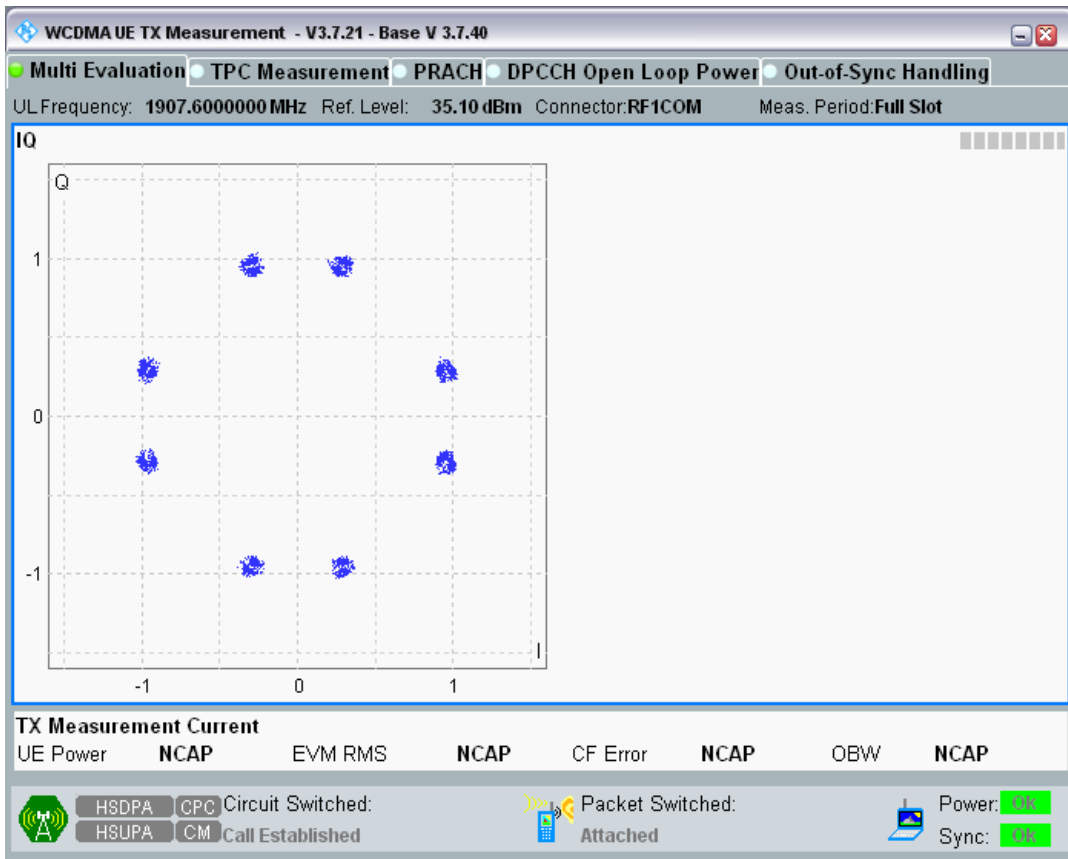 WCDMA UE TX Measurement - V3.7.21 - Base V 3.7.40
Multi Evaluation TPC Measurement PRACH DPCCH Open Loop Power Out-of-Sync Handling
UL Frequency: 1907.6000000 MHz Ref. Level: 35.10 dBm Connector:RF1COM Meas. Period:Full Slot
IQ
Q
1
0
-1
I
-1 0 1
TX Measurement Current
UE Power NCAP EVM RMS NCAP CF Error NCAP OBW NCAP
HSDPA CPC Circuit Switched: Packet Switched: Power: Ok
HSUPA CM Call Established Attached Sync: Ok